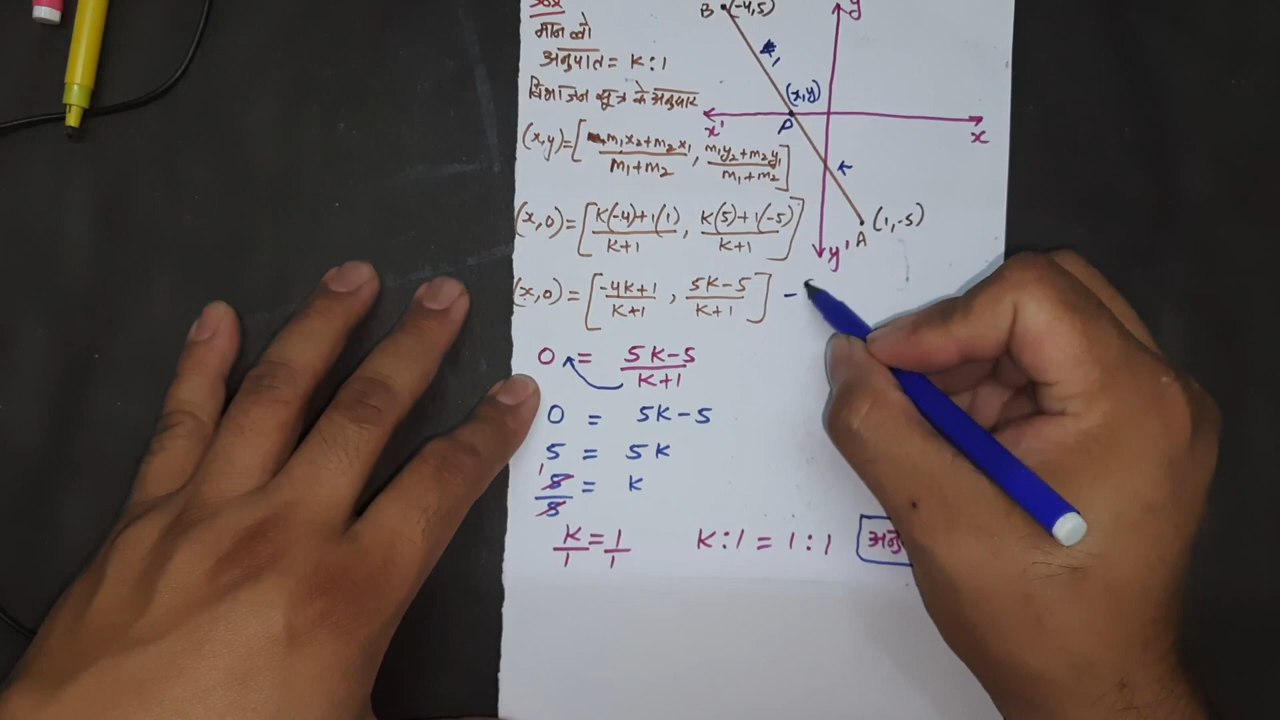 मान लो
अनुपात = K : 1
विभाजन सूत्र के अनुसार
(x,y) = [ m₁x₂+m₂x₁ / m₁+m₂ , m₁y₂+m₂y₁ / m₁+m₂ ]
(x,0) = [ K(-4)+1(1) / K+1 , K(5)+1(-5) / K+1 ]
(x,0) = [ -4K+1 / K+1 , 5K-5 / K+1 ] -
0 = 5K-5 / K+1
0 = 5K-5
5 = 5K
5/5 = K
1
K/1 = 1/1
K:1 = 1:1
B (-4,5)
y
1
(x,y)
x'
P
x
K
A (1,-5)
y'